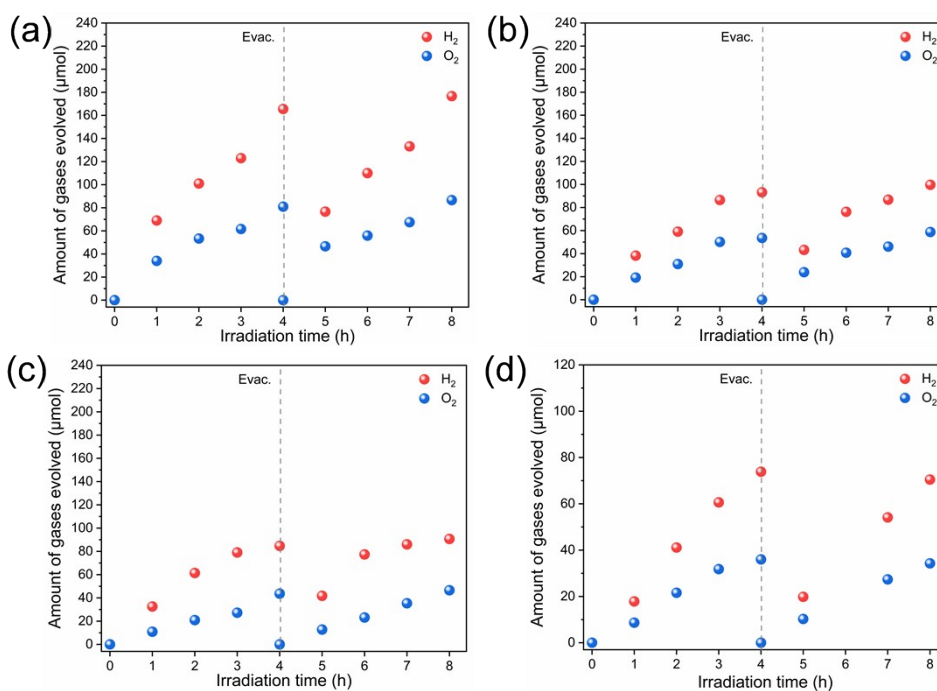 (a)
Amount of gases evolved (μmol)
240
220
200
180
160
140
120
100
80
60
40
20
0
Evac.
H₂
O₂
0 1 2 3 4 5 6 7 8
Irradiation time (h)
(b)
Amount of gases evolved (μmol)
240
220
200
180
160
140
120
100
80
60
40
20
0
Evac.
H₂
O₂
0 1 2 3 4 5 6 7 8
Irradiation time (h)
(c)
Amount of gases evolved (μmol)
240
220
200
180
160
140
120
100
80
60
40
20
0
Evac.
H₂
O₂
0 1 2 3 4 5 6 7 8
Irradiation time (h)
(d)
Amount of gases evolved (μmol)
120
100
80
60
40
20
0
Evac.
H₂
O₂
0 1 2 3 4 5 6 7 8
Irradiation time (h)